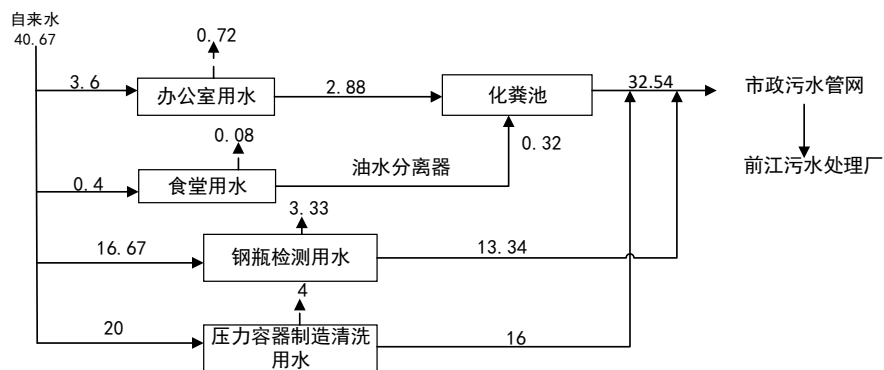 自来水
40.67
0.72
3.6
办公室用水
2.88
化粪池
32.54
市政污水管网
0.08
0.32
油水分离器
前江污水处理厂
0.4
食堂用水
3.33
16.67
钢瓶检测用水
13.34
4
20
压力容器制造清洗
用水
16